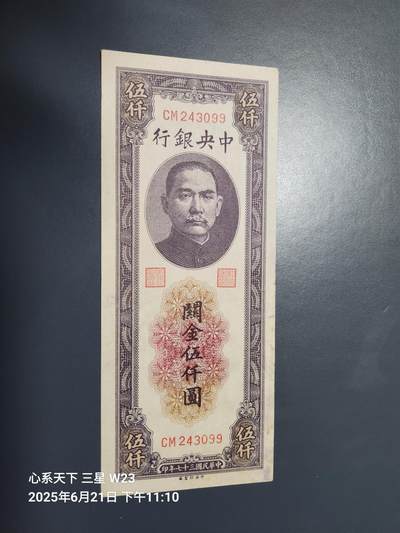 伍仟
伍仟
CM243099
行銀央中
關金伍仟圓
CM243099
伍仟
伍仟
印年七十三國民華中
心系天下 三星 W23
2025年6月21日 下午11:10